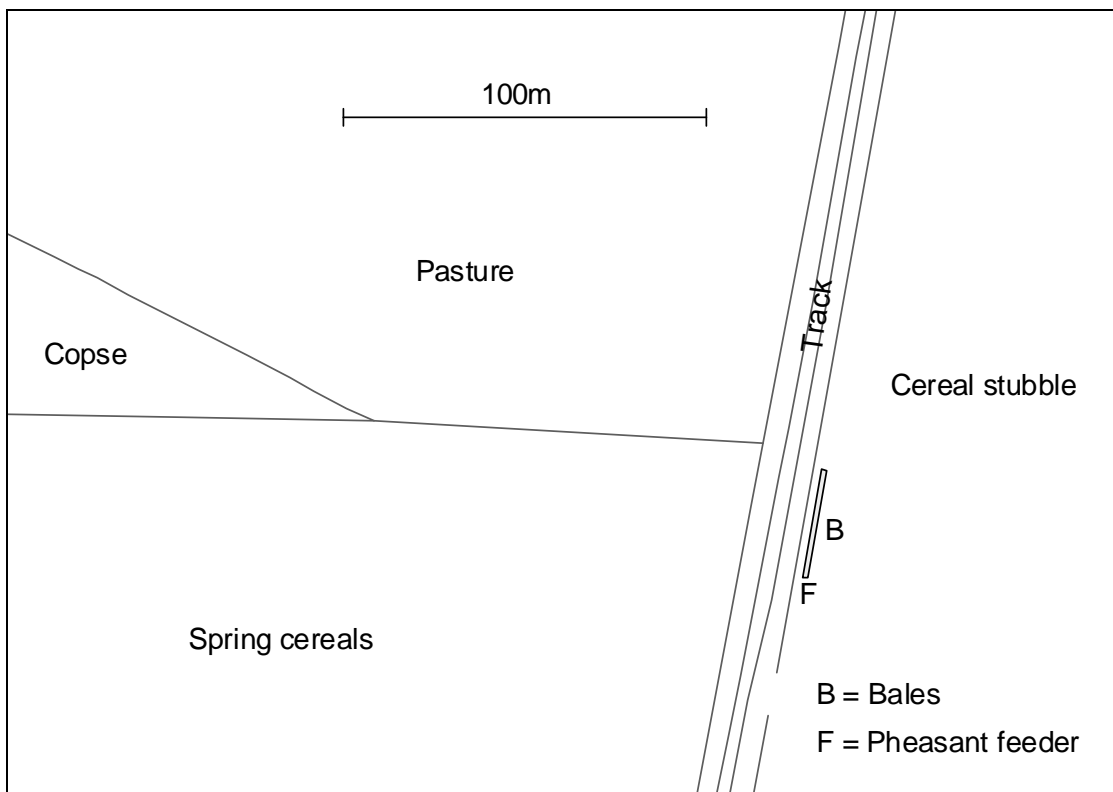 100m
Pasture
Track
Copse
Cereal stubble
B
F
Spring cereals
B = Bales
F = Pheasant feeder